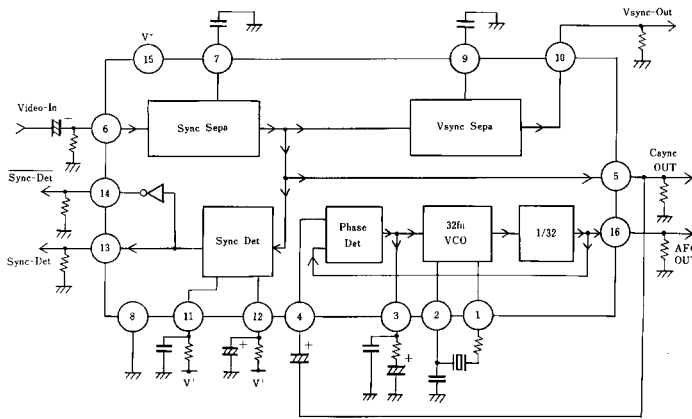 Vsync-Out
V⁺
15
7
9
10
Video-In
6
Sync Sepa
Vsync Sepa
5
Csync
OUT
Sync-Det
14
Phase
Det
32fH
VCO
1/32
16
AFC
OUT
Sync-Det
13
Sync Det
8
11
12
4
3
2
1
V⁺
V⁺
+
+
+